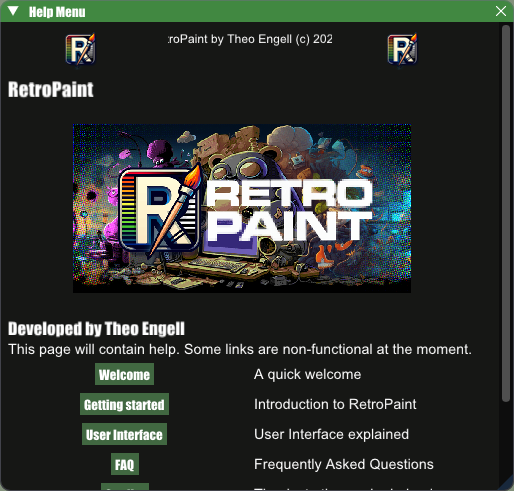 Help Menu
roPaint by Theo Engell (c) 202
RetroPaint
R
RETRO
PAINT
Developed by Theo Engell
This page will contain help. Some links are non-functional at the moment.
Welcome A quick welcome
Getting started Introduction to RetroPaint
User Interface User Interface explained
FAQ Frequently Asked Questions